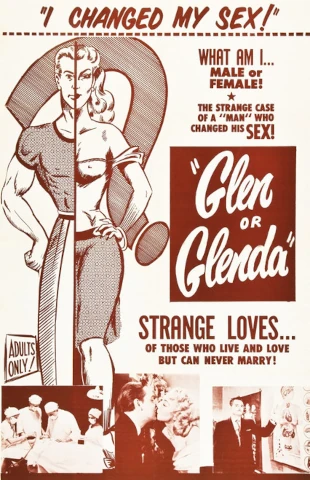 "I CHANGED MY SEX!"
WHAT AM I...
MALE or
FEMALE!
THE STRANGE CASE
OF A "MAN" WHO
CHANGED HIS SEX!
"Glen
OR
Glenda"
STRANGE LOVES...
OF THOSE WHO LIVE AND LOVE
BUT CAN NEVER MARRY!
ADULTS
ONLY!